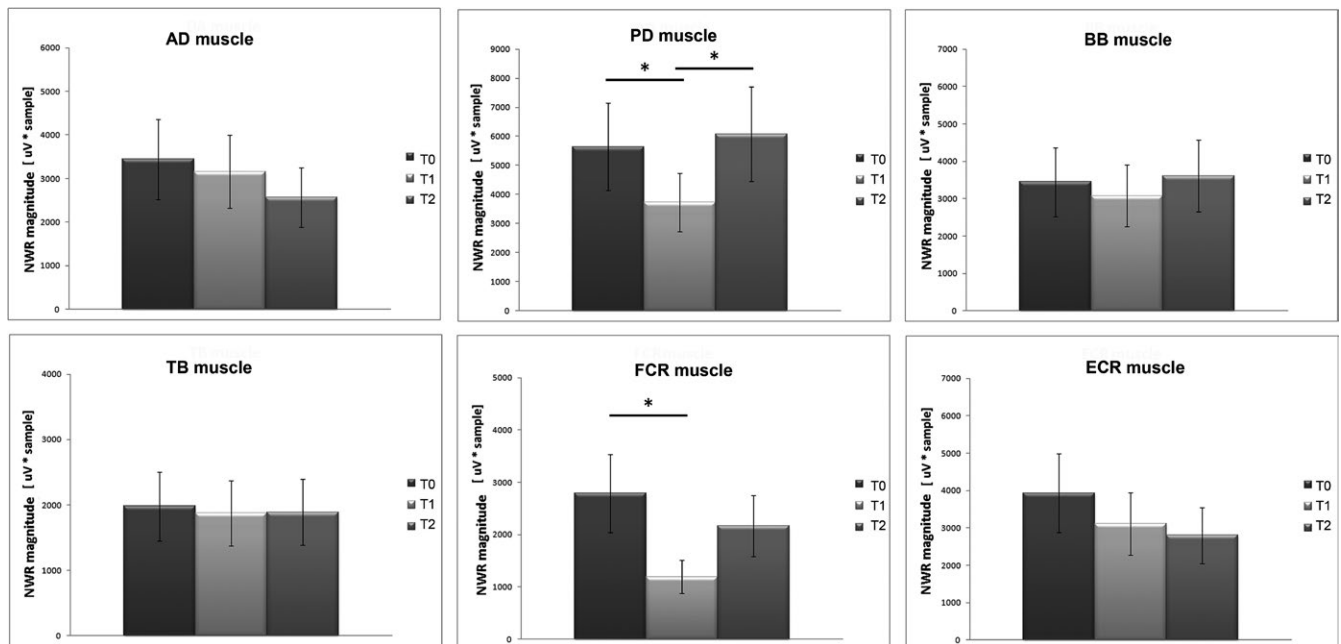 AD muscle
6000
5000
4000
3000
2000
1000
0
NWR magnitude [ uV * sample]
T0
T1
T2
PD muscle
9000
8000
7000
6000
5000
4000
3000
2000
1000
0
NWR magnitude [ uV * sample]
*
*
T0
T1
T2
BB muscle
7000
6000
5000
4000
3000
2000
1000
0
NWR magnitude [ uV * sample]
T0
T1
T2
TB muscle
4000
3000
2000
1000
0
NWR magnitude [ uV * sample]
T0
T1
T2
FCR muscle
5000
4000
3000
2000
1000
0
NWR magnitude [ uV * sample]
*
T0
T1
T2
ECR muscle
7000
6000
5000
4000
3000
2000
1000
0
NWR magnitude [ uV * sample]
T0
T1
T2